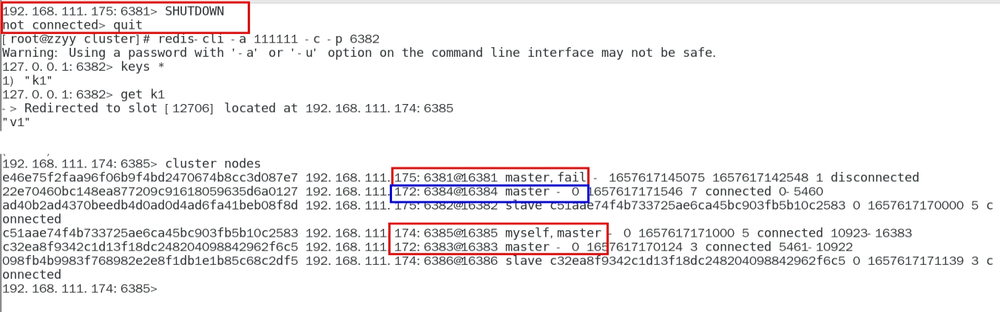 192.168.111.175:6381> SHUTDOWN
not connected> quit
[root@zzyy cluster]# redis-cli -a 111111 -c -p 6382
Warning: Using a password with '-a' or '-u' option on the command line interface may not be safe.
127.0.0.1:6382> keys *
1) "k1"
127.0.0.1:6382> get k1
-> Redirected to slot [12706] located at 192.168.111.174:6385
"v1"
192.168.111.174:6385> cluster nodes
e46e75f2faa96f06b9f4bd2470674b8cc3d087e7 192.168.111.175:6381@16381 master,fail - 1657617145075 1657617142548 1 disconnected
22e70460bc148ea877209c91618059635d6a0127 192.168.111.172:6384@16384 master - 0 1657617171546 7 connected 0-5460
ad40b2ad4370beedb4d0ad0d4ad6fa41beb08f8d 192.168.111.175:6382@16382 slave c51aae74f4b733725ae6ca45bc903fb5b10c2583 0 1657617170000 5 c
onnected
c51aae74f4b733725ae6ca45bc903fb5b10c2583 192.168.111.174:6385@16385 myself,master - 0 1657617171000 5 connected 10923-16383
c32ea8f9342c1d13f18dc248204098842962f6c5 192.168.111.172:6383@16383 master - 0 1657617170124 3 connected 5461-10922
098fb4b9983f768982e2e8f1db1e1b85c68c2df5 192.168.111.174:6386@16386 slave c32ea8f9342c1d13f18dc248204098842962f6c5 0 1657617171139 3 c
onnected
192.168.111.174:6385>